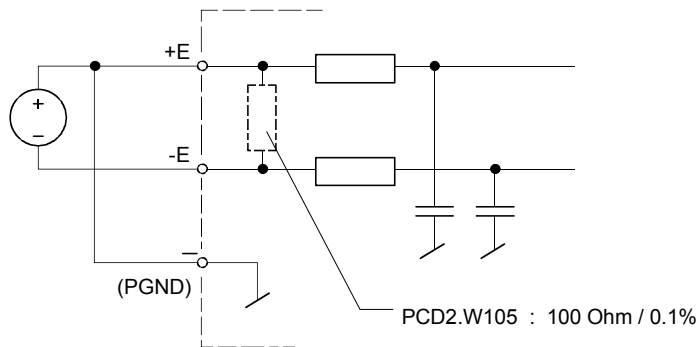 +E
+
−
-E
−
(PGND)
PCD2.W105 : 100 Ohm / 0.1%